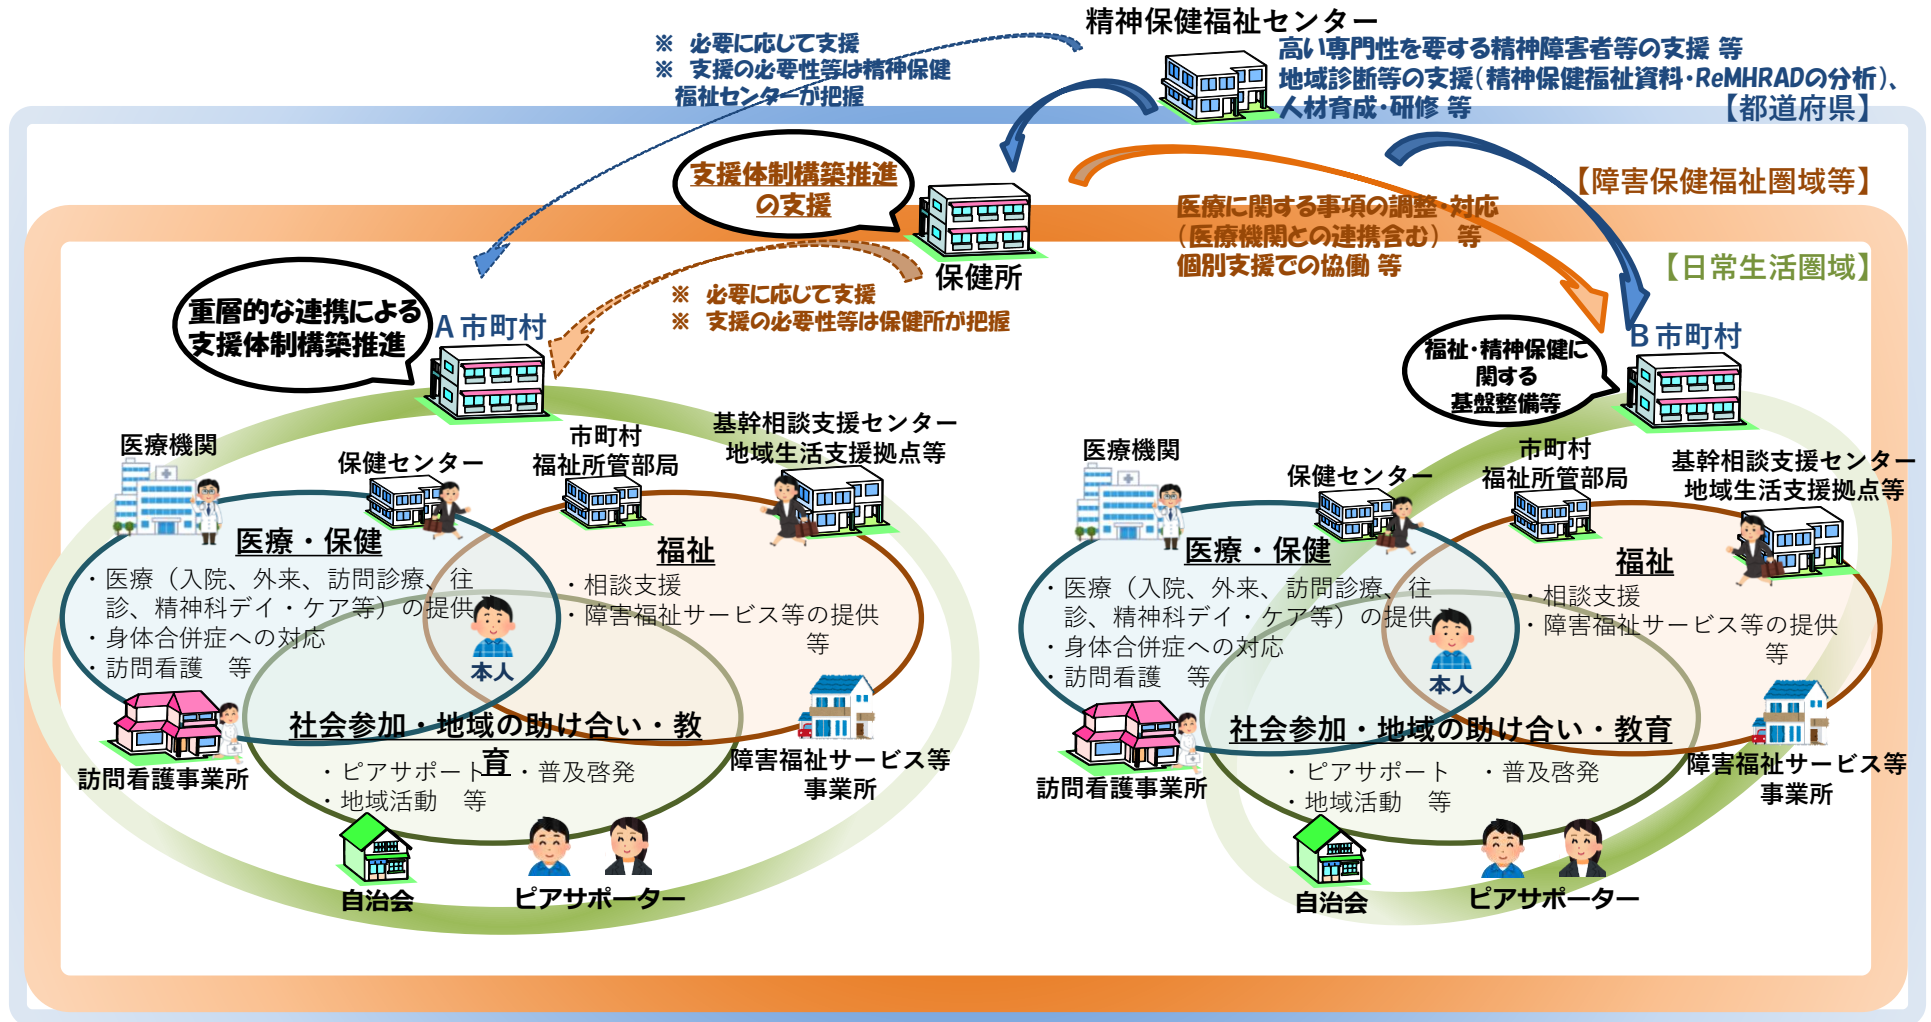 精神保健福祉センター
※ 必要に応じて支援
※ 支援の必要性等は精神保健
福祉センターが把握
高い専門性を要する精神障害者等の支援 等
地域診断等の支援(精神保健福祉資料・ReMHRADの分析)、
人材育成・研修 等
【都道府県】
【障害保健福祉圏域等】
【日常生活圏域】
支援体制構築推進
の支援
保健所
医療に関する事項の調整・対応
（医療機関との連携含む） 等
個別支援での協働 等
※ 必要に応じて支援
※ 支援の必要性等は保健所が把握
重層的な連携による
支援体制構築推進
A市町村
医療機関
保健センター
市町村
福祉所管部局
基幹相談支援センター
地域生活支援拠点等
医療・保健
・医療（入院、外来、訪問診療、往
診、精神科デイ・ケア等）の提供
・身体合併症への対応
・訪問看護　等
福祉
・相談支援
・障害福祉サービス等の提供
等
本人
社会参加・地域の助け合い・教
育
・ピアサポート　・普及啓発
・地域活動　等
訪問看護事業所
障害福祉サービス等
事業所
自治会
ピアサポーター
福祉・精神保健に
関する
基盤整備等
B市町村
医療機関
保健センター
市町村
福祉所管部局
基幹相談支援センター
地域生活支援拠点等
医療・保健
・医療（入院、外来、訪問診療、往
診、精神科デイ・ケア等）の提供
・身体合併症への対応
・訪問看護　等
福祉
・相談支援
・障害福祉サービス等の提供
等
本人
社会参加・地域の助け合い・教育
・ピアサポート　・普及啓発
・地域活動　等
訪問看護事業所
障害福祉サービス等
事業所
自治会
ピアサポーター